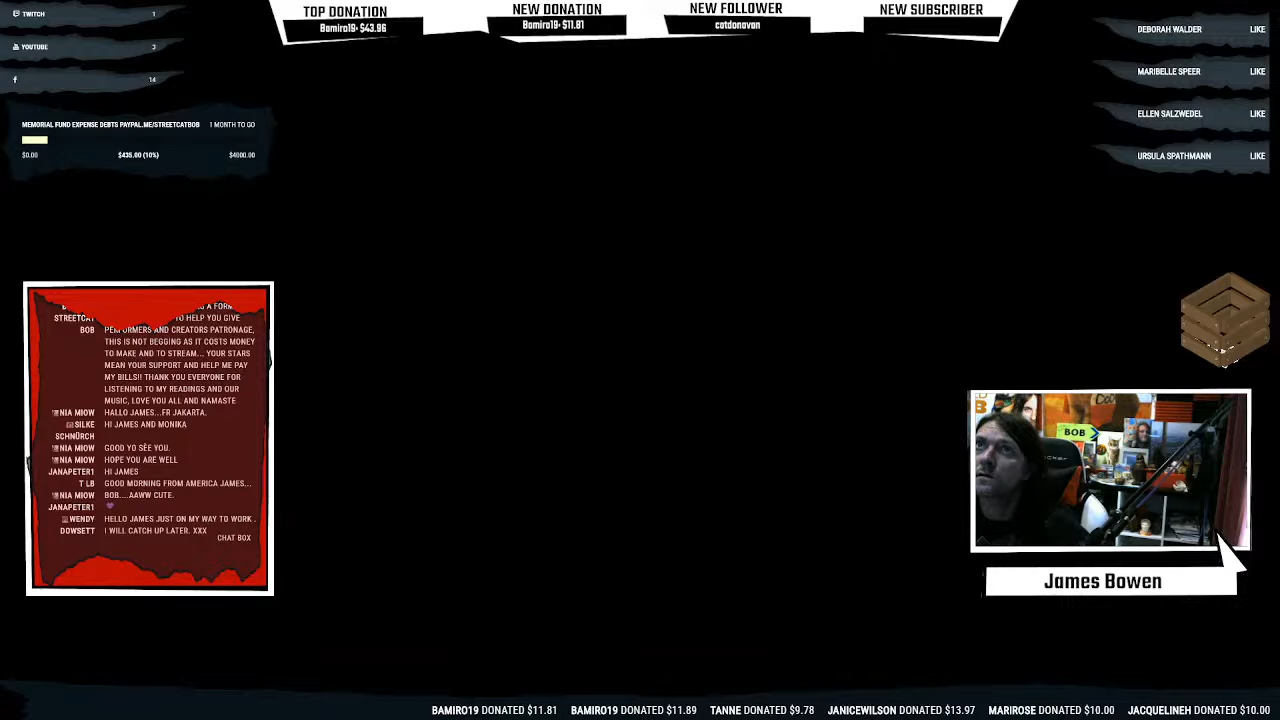 TWITCH 1
YOUTUBE 3
14
MEMORIAL FUND EXPENSE DEBTS PAYPAL.ME/STREETCATBOB 1 MONTH TO GO
$0.00 $435.00 (10%) $4000.00
TOP DONATION
Bamiro19• $43.96
NEW DONATION
Bamiro19• $11.81
NEW FOLLOWER
catdonovan
NEW SUBSCRIBER
DEBORAH WALDER LIKE
MARIBELLE SPEER LIKE
ELLEN SALZWEDEL LIKE
URSULA SPATHMANN LIKE
A FORM
STREETCAT TO HELP YOU GIVE
BOB PERFORMERS AND CREATORS PATRONAGE,
THIS IS NOT BEGGING AS IT COSTS MONEY
TO MAKE AND TO STREAM... YOUR STARS
MEAN YOUR SUPPORT AND HELP ME PAY
MY BILLS!! THANK YOU EVERYONE FOR
LISTENING TO MY READINGS AND OUR
MUSIC, LOVE YOU ALL AND NAMASTE
NIA MIOW HALLO JAMES...FR JAKARTA.
SILKE HI JAMES AND MONIKA
SCHNÜRCH
NIA MIOW GOOD YO SÈE YOU.
NIA MIOW HOPE YOU ARE WELL
JANAPETER1 HI JAMES
T LB GOOD MORNING FROM AMERICA JAMES...
NIA MIOW BOB....AAWW CUTE.
JANAPETER1 💜
WENDY HELLO JAMES JUST ON MY WAY TO WORK .
DOWSETT I WILL CATCH UP LATER. XXX
CHAT BOX
BOB
James Bowen
BAMIRO19 DONATED $11.81 BAMIRO19 DONATED $11.89 TANNE DONATED $9.78 JANICEWILSON DONATED $13.97 MARIROSE DONATED $10.00 JACQUELINEH DONATED $10.00